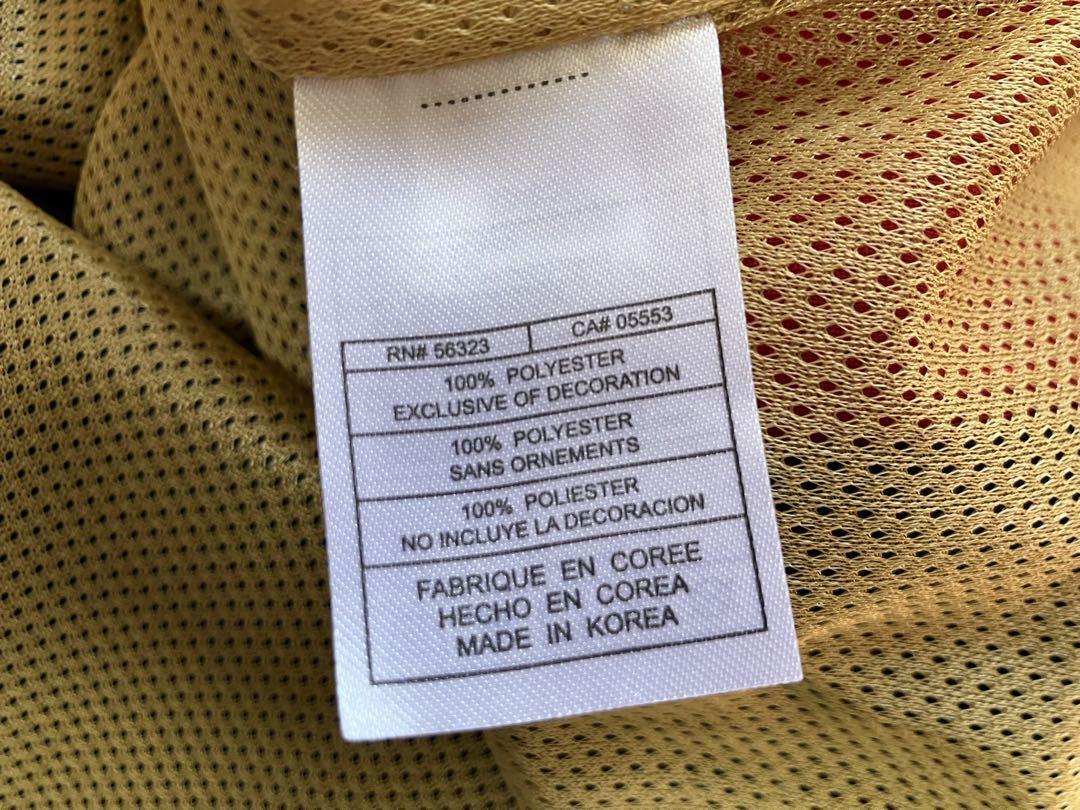 RN# 56323 CA# 05553
100% POLYESTER
EXCLUSIVE OF DECORATION
100% POLYESTER
SANS ORNEMENTS
100% POLIESTER
NO INCLUYE LA DECORACION
FABRIQUE EN COREE
HECHO EN COREA
MADE IN KOREA